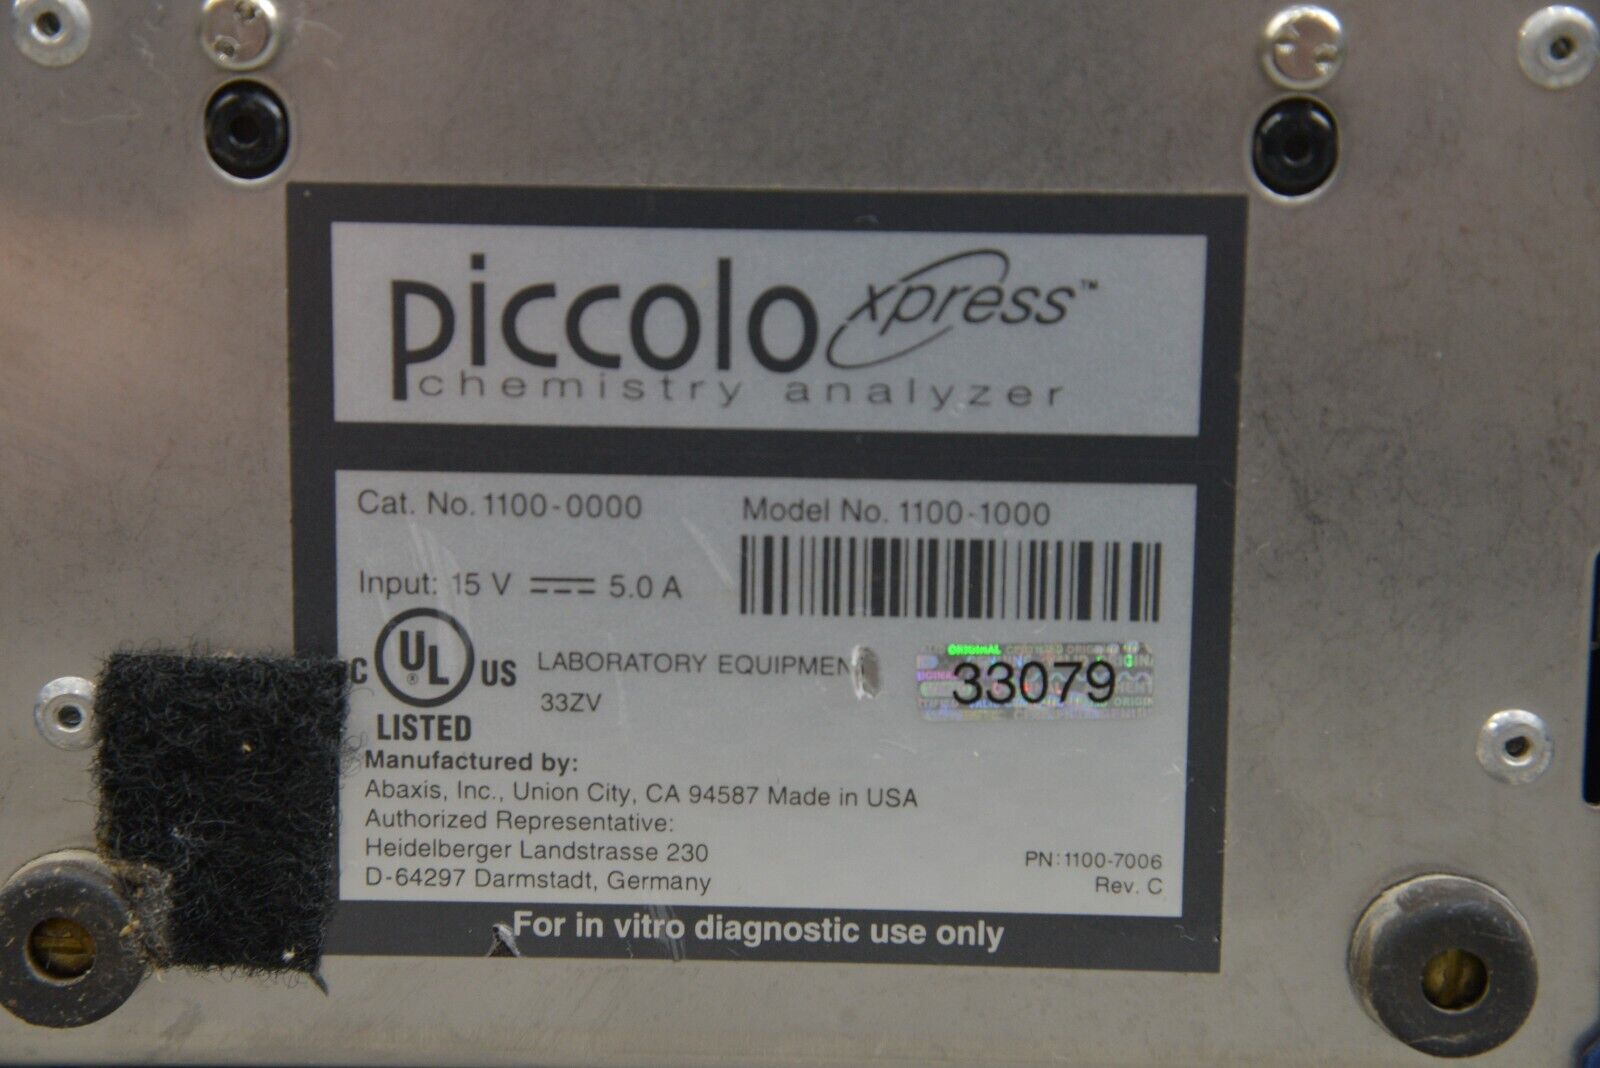 piccolo xpress™
chemistry analyzer
Cat. No. 1100-0000
Model No. 1100-1000
Input: 15 V 5.0 A
C UL® US
LISTED
LABORATORY EQUIPMEN
33ZV
ORIGINAL
33079
Manufactured by:
Abaxis, Inc., Union City, CA 94587 Made in USA
Authorized Representative:
Heidelberger Landstrasse 230
D-64297 Darmstadt, Germany
PN:1100-7006
Rev. C
For in vitro diagnostic use only